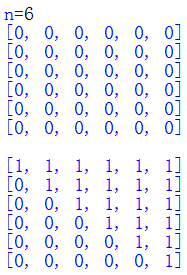 n=6
[0, 0, 0, 0, 0, 0]
[0, 0, 0, 0, 0, 0]
[0, 0, 0, 0, 0, 0]
[0, 0, 0, 0, 0, 0]
[0, 0, 0, 0, 0, 0]
[0, 0, 0, 0, 0, 0]
[1, 1, 1, 1, 1, 1]
[0, 1, 1, 1, 1, 1]
[0, 0, 1, 1, 1, 1]
[0, 0, 0, 1, 1, 1]
[0, 0, 0, 0, 1, 1]
[0, 0, 0, 0, 0, 1]